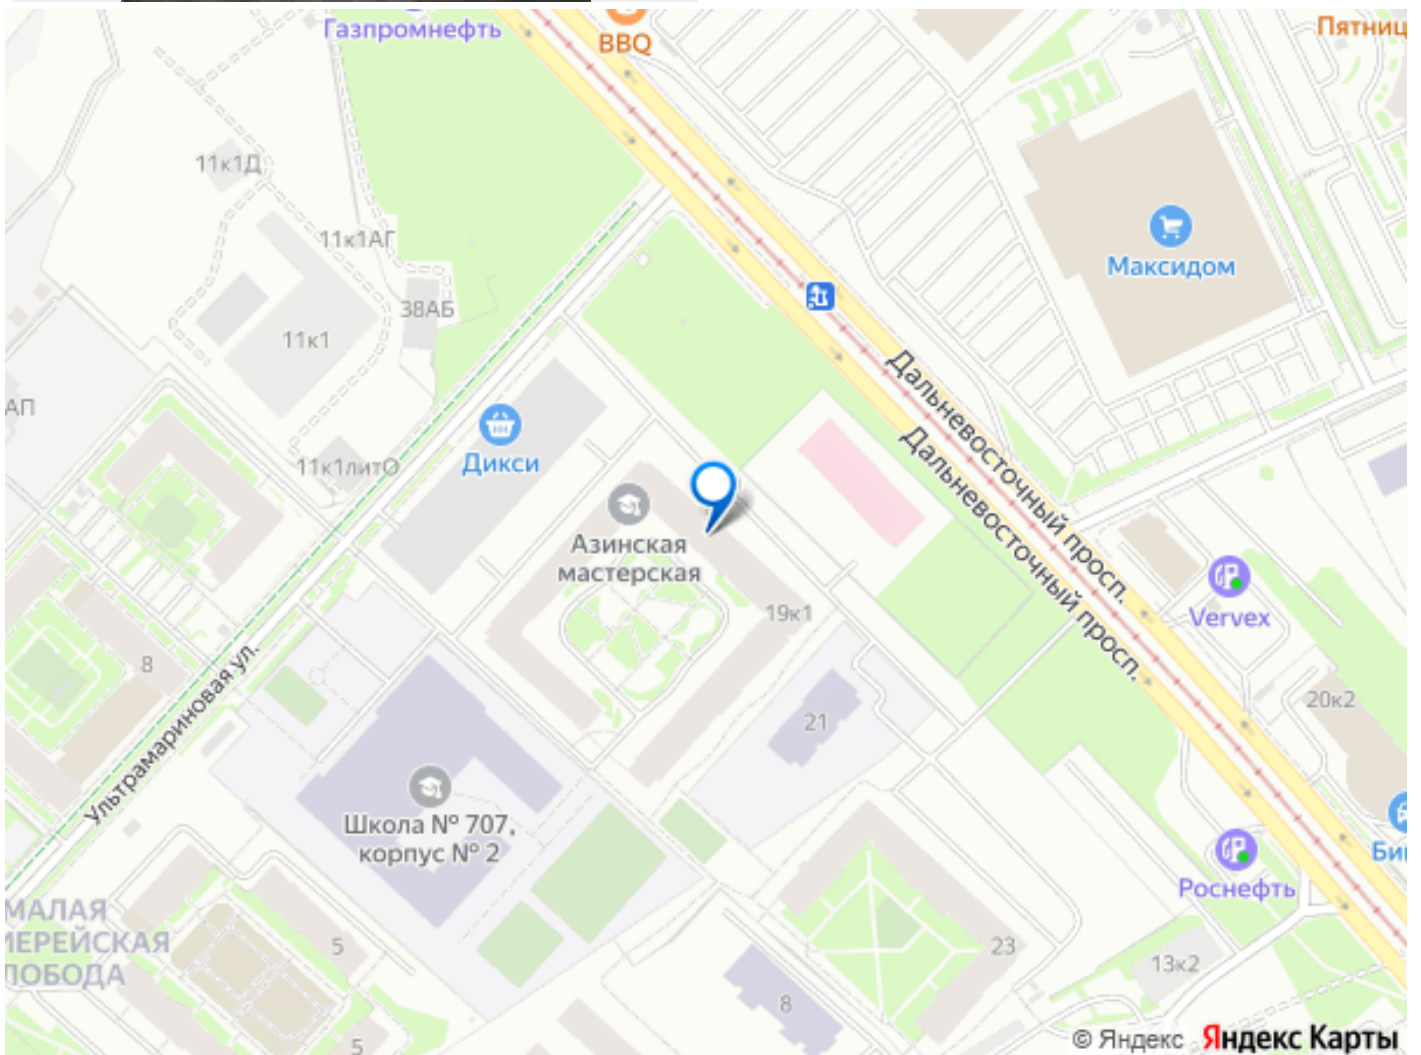 Газпромнефть
BBQ
Пятниц
11к1Д
11к1АГ
38АБ
11к1
Максидом
АП
Дикси
11к1литО
Дальневосточный просп.
Дальневосточный просп.
Азинская
мастерская
19к1
Vervex
8
21
20к2
Ультрамариновая ул.
Школа № 707,
корпус № 2
Роснефть
МАЛАЯ
ИЕРЕЙСКАЯ
ЛОБОДА
5
23
13к2
8
5
© Яндекс Яндекс Карты